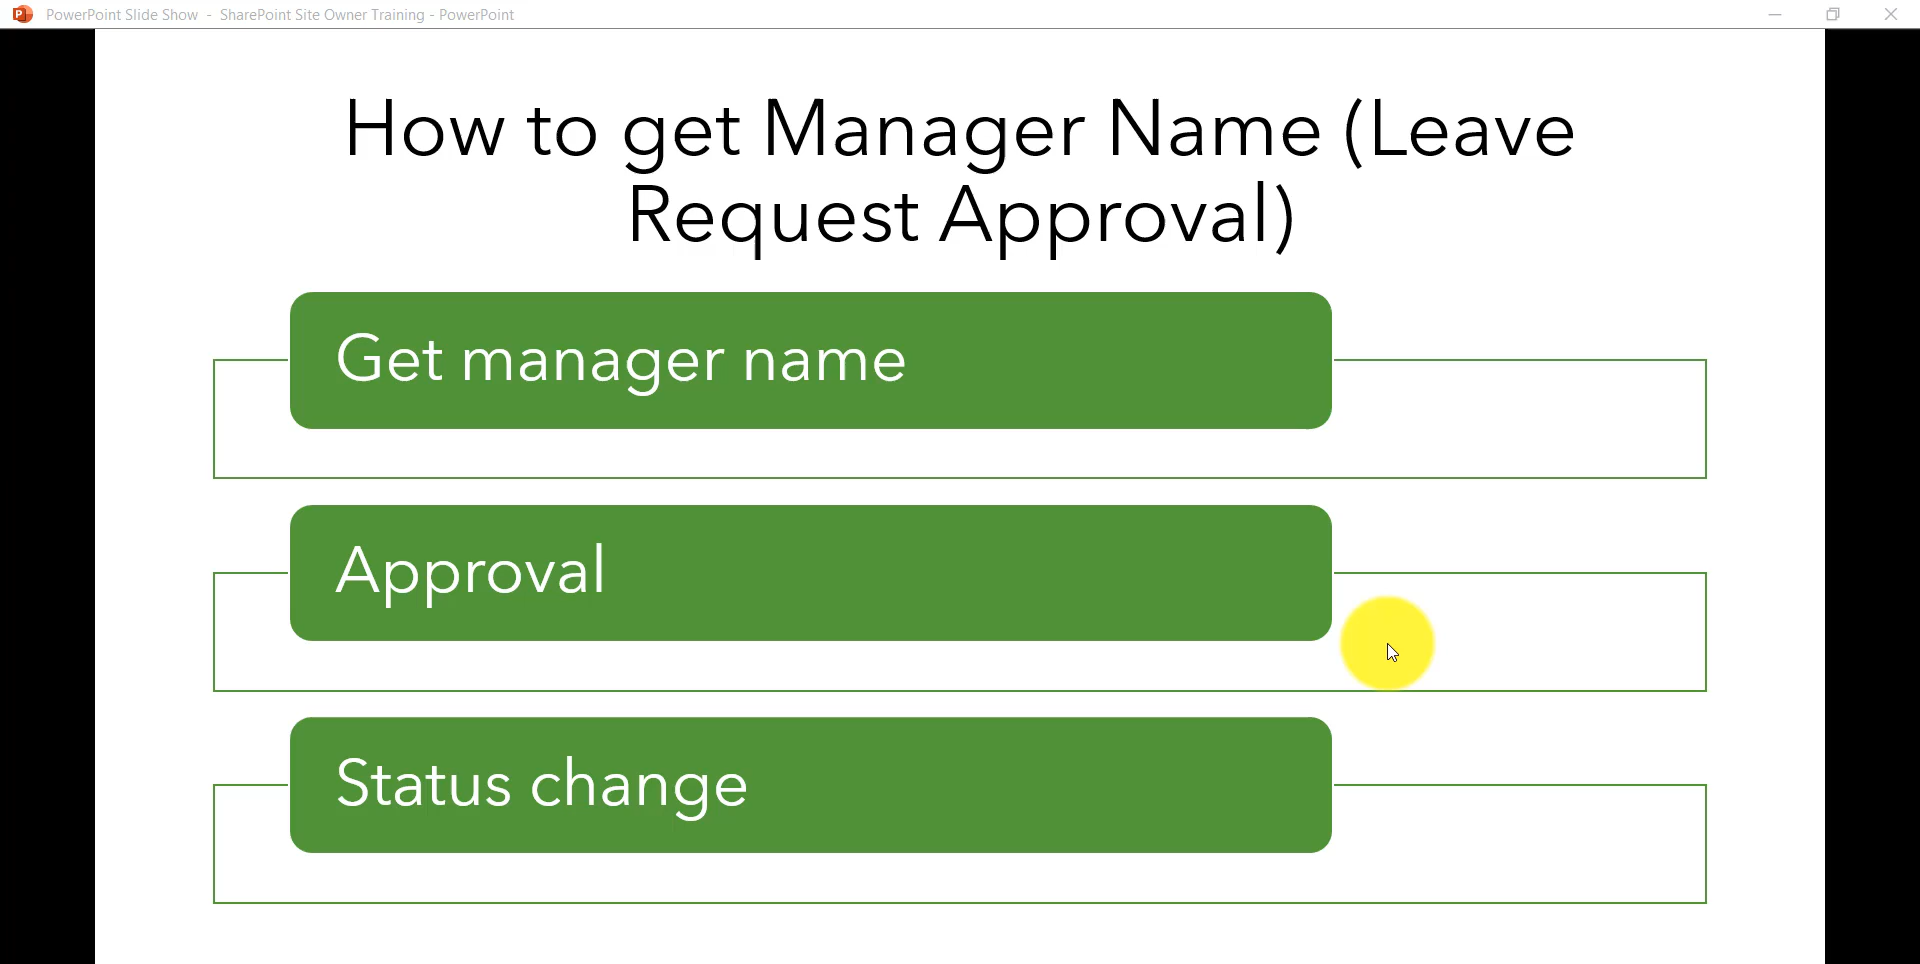 PowerPoint Slide Show - SharePoint Site Owner Training - PowerPoint
How to get Manager Name (Leave
Request Approval)
Get manager name
Approval
Status change